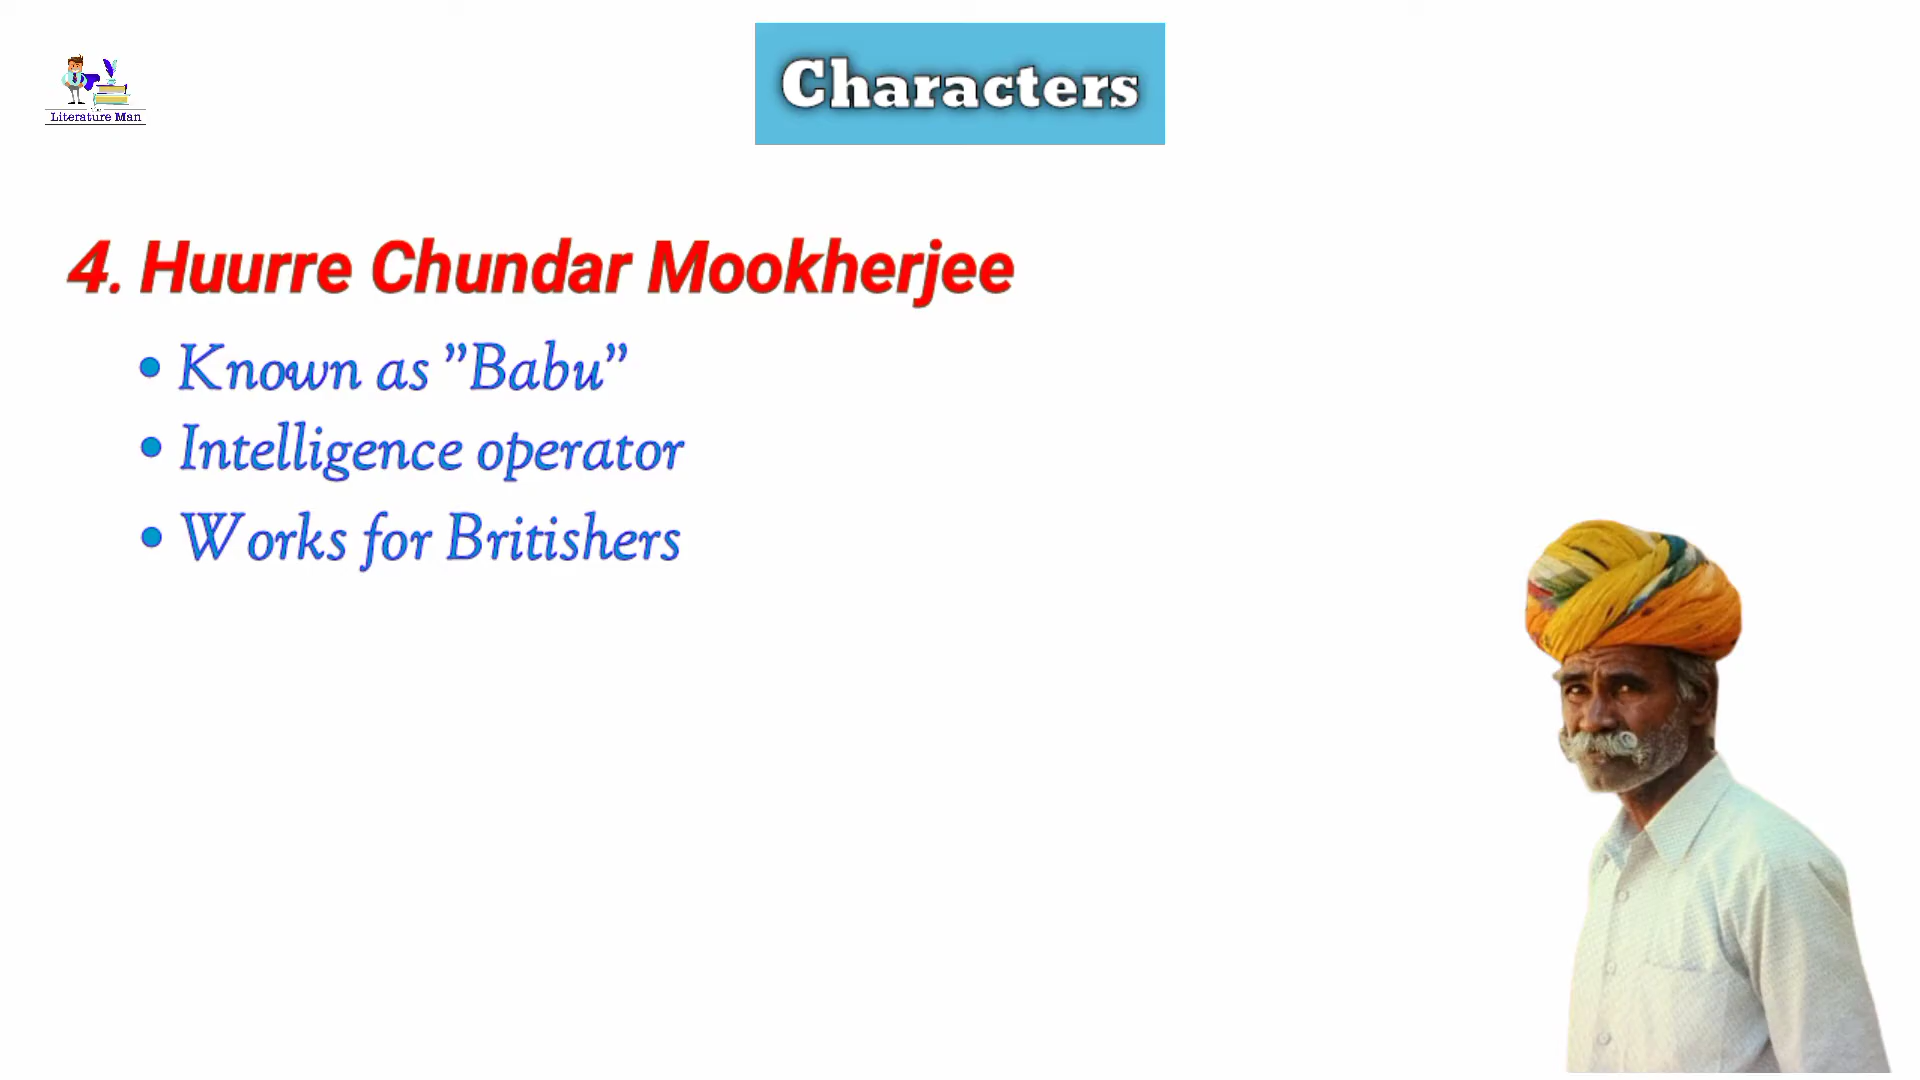 Characters
Literature Man
4. Huurre Chundar Mookherjee
• Known as "Babu"
• Intelligence operator
• Works for Britishers